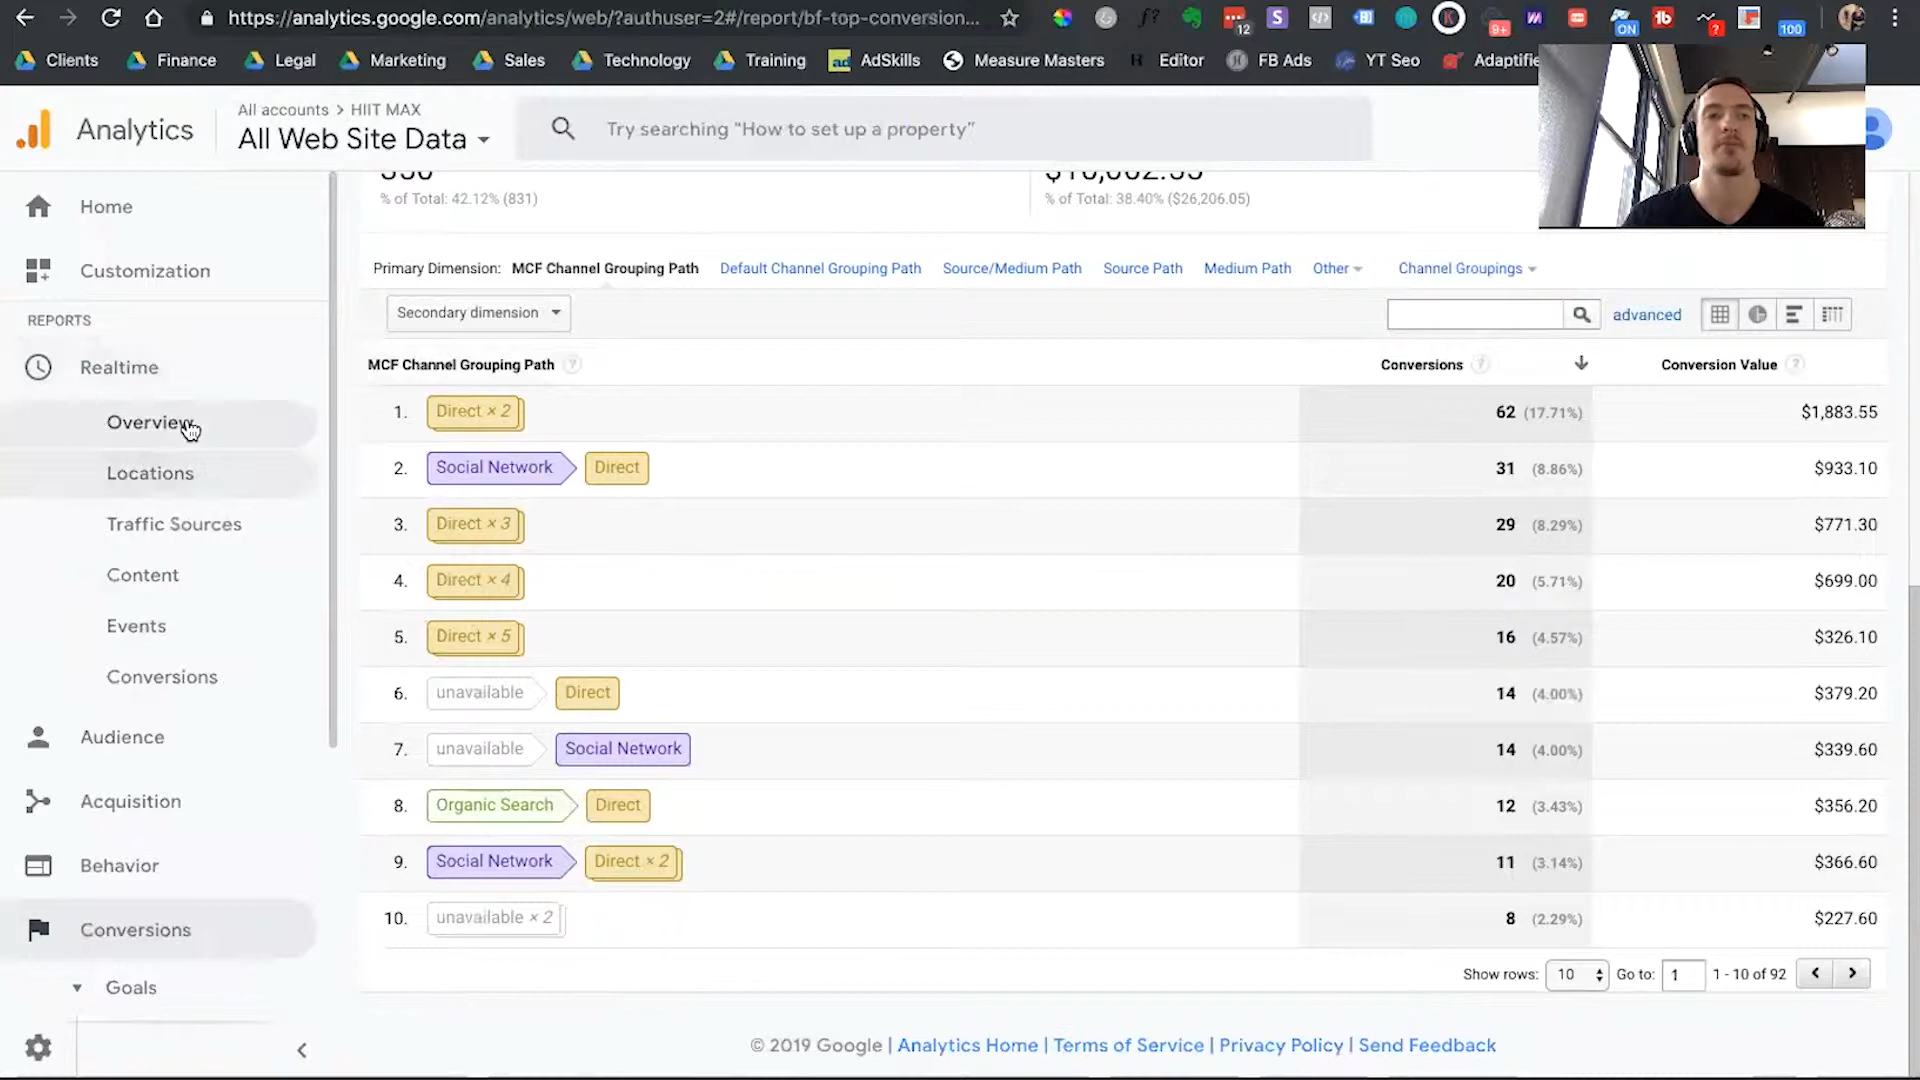 https://analytics.google.com/analytics/web/?authuser=2#/report/bf-top-conversion...
f?
12
S
</>
K
9+
ON
?
100
Clients
Finance
Legal
Marketing
Sales
Technology
Training
ad
AdSkills
Measure Masters
H
Editor
FB Ads
YT Seo
Adaptifie
Analytics
All accounts > HIIT MAX
All Web Site Data
Try searching “How to set up a property”
Home
Customization
REPORTS
Realtime
Overview
Locations
Traffic Sources
Content
Events
Conversions
Audience
Acquisition
Behavior
Conversions
Goals
% of Total: 42.12% (831)
% of Total: 38.40% ($26,206.05)
Primary Dimension: MCF Channel Grouping Path Default Channel Grouping Path Source/Medium Path Source Path Medium Path Other Channel Groupings
Secondary dimension
advanced
MCF Channel Grouping Path ? Conversions ? Conversion Value ?
1. Direct × 2 62 (17.71%) $1,883.55
2. Social Network Direct 31 (8.86%) $933.10
3. Direct × 3 29 (8.29%) $771.30
4. Direct × 4 20 (5.71%) $699.00
5. Direct × 5 16 (4.57%) $326.10
6. unavailable Direct 14 (4.00%) $379.20
7. unavailable Social Network 14 (4.00%) $339.60
8. Organic Search Direct 12 (3.43%) $356.20
9. Social Network Direct × 2 11 (3.14%) $366.60
10. unavailable × 2 8 (2.29%) $227.60
Show rows: 10 Go to: 1 1 - 10 of 92
© 2019 Google | Analytics Home | Terms of Service | Privacy Policy | Send Feedback